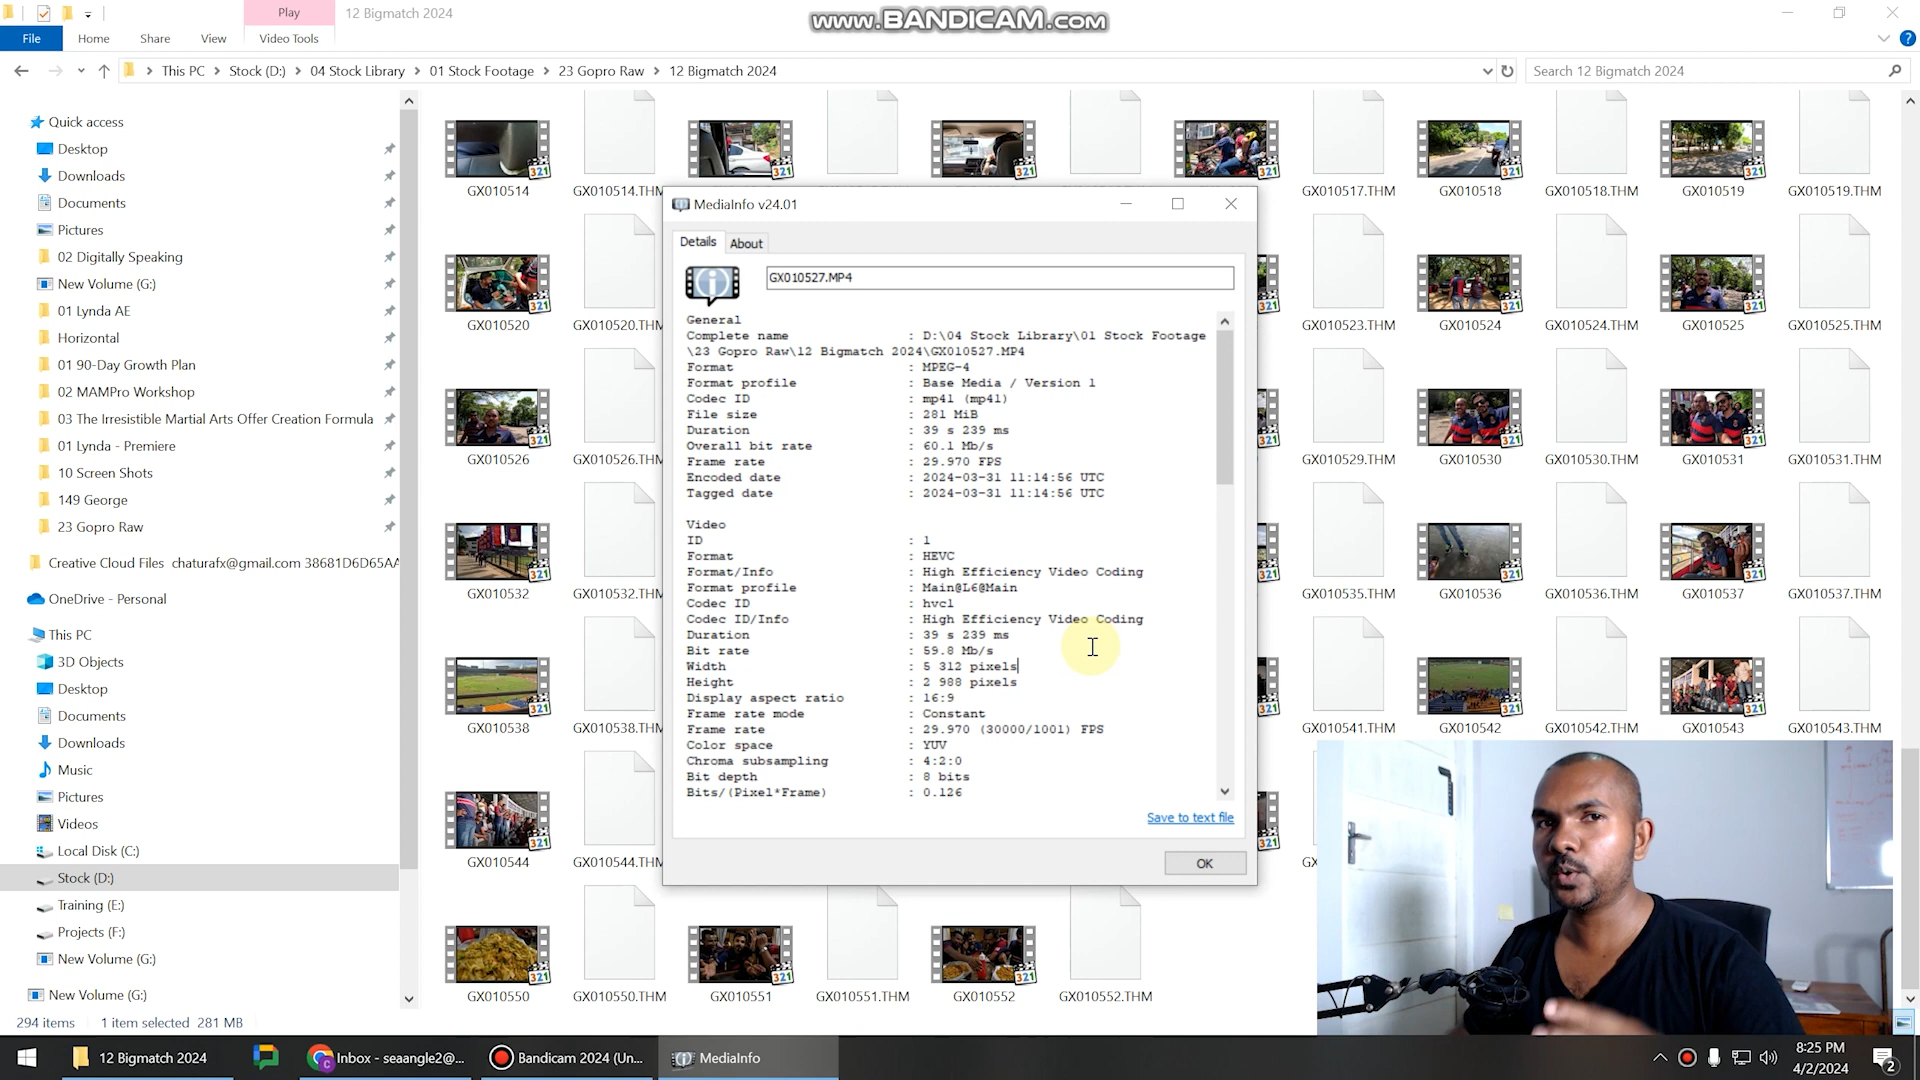 Play
12 Bigmatch 2024
www.BANDICAM.com
File
Home
Share
View
Video Tools
This PC
Stock (D:)
04 Stock Library
01 Stock Footage
23 Gopro Raw
12 Bigmatch 2024
Search 12 Bigmatch 2024
Quick access
Desktop
Downloads
Documents
Pictures
02 Digitally Speaking
New Volume (G:)
01 Lynda AE
Horizontal
01 90-Day Growth Plan
02 MAMPro Workshop
03 The Irresistible Martial Arts Offer Creation Formula
01 Lynda - Premiere
10 Screen Shots
149 George
23 Gopro Raw
Creative Cloud Files chaturafx@gmail.com 38681D6D65AA
OneDrive - Personal
This PC
3D Objects
Desktop
Documents
Downloads
Music
Pictures
Videos
Local Disk (C:)
Stock (D:)
Training (E:)
Projects (F:)
New Volume (G:)
New Volume (G:)
GX010514
GX010514.THM
GX010517.THM
GX010518
GX010518.THM
GX010519
GX010519.THM
GX010520
GX010520.THM
GX010523.THM
GX010524
GX010524.THM
GX010525
GX010525.THM
GX010526
GX010526.THM
GX010529.THM
GX010530
GX010530.THM
GX010531
GX010531.THM
GX010532
GX010532.THM
GX010535.THM
GX010536
GX010536.THM
GX010537
GX010537.THM
GX010538
GX010538.THM
GX010541.THM
GX010542
GX010542.THM
GX010543
GX010543.THM
GX010544
GX010544.THM
GX
GX010550
GX010550.THM
GX010551
GX010551.THM
GX010552
GX010552.THM
MediaInfo v24.01
Details
About
GX010527.MP4
General
Complete name : D:\04 Stock Library\01 Stock Footage
\23 Gopro Raw\12 Bigmatch 2024\GX010527.MP4
Format : MPEG-4
Format profile : Base Media / Version 1
Codec ID : mp41 (mp41)
File size : 281 MiB
Duration : 39 s 239 ms
Overall bit rate : 60.1 Mb/s
Frame rate : 29.970 FPS
Encoded date : 2024-03-31 11:14:56 UTC
Tagged date : 2024-03-31 11:14:56 UTC
Video
ID : 1
Format : HEVC
Format/Info : High Efficiency Video Coding
Format profile : Main@L6@Main
Codec ID : hvc1
Codec ID/Info : High Efficiency Video Coding
Duration : 39 s 239 ms
Bit rate : 59.8 Mb/s
Width : 5 312 pixels
Height : 2 988 pixels
Display aspect ratio : 16:9
Frame rate mode : Constant
Frame rate : 29.970 (30000/1001) FPS
Color space : YUV
Chroma subsampling : 4:2:0
Bit depth : 8 bits
Bits/(Pixel*Frame) : 0.126
Save to text file
OK
294 items
1 item selected 281 MB
12 Bigmatch 2024
Inbox - seaangle2@...
Bandicam 2024 (Un...
MediaInfo
8:25 PM
4/2/2024
2